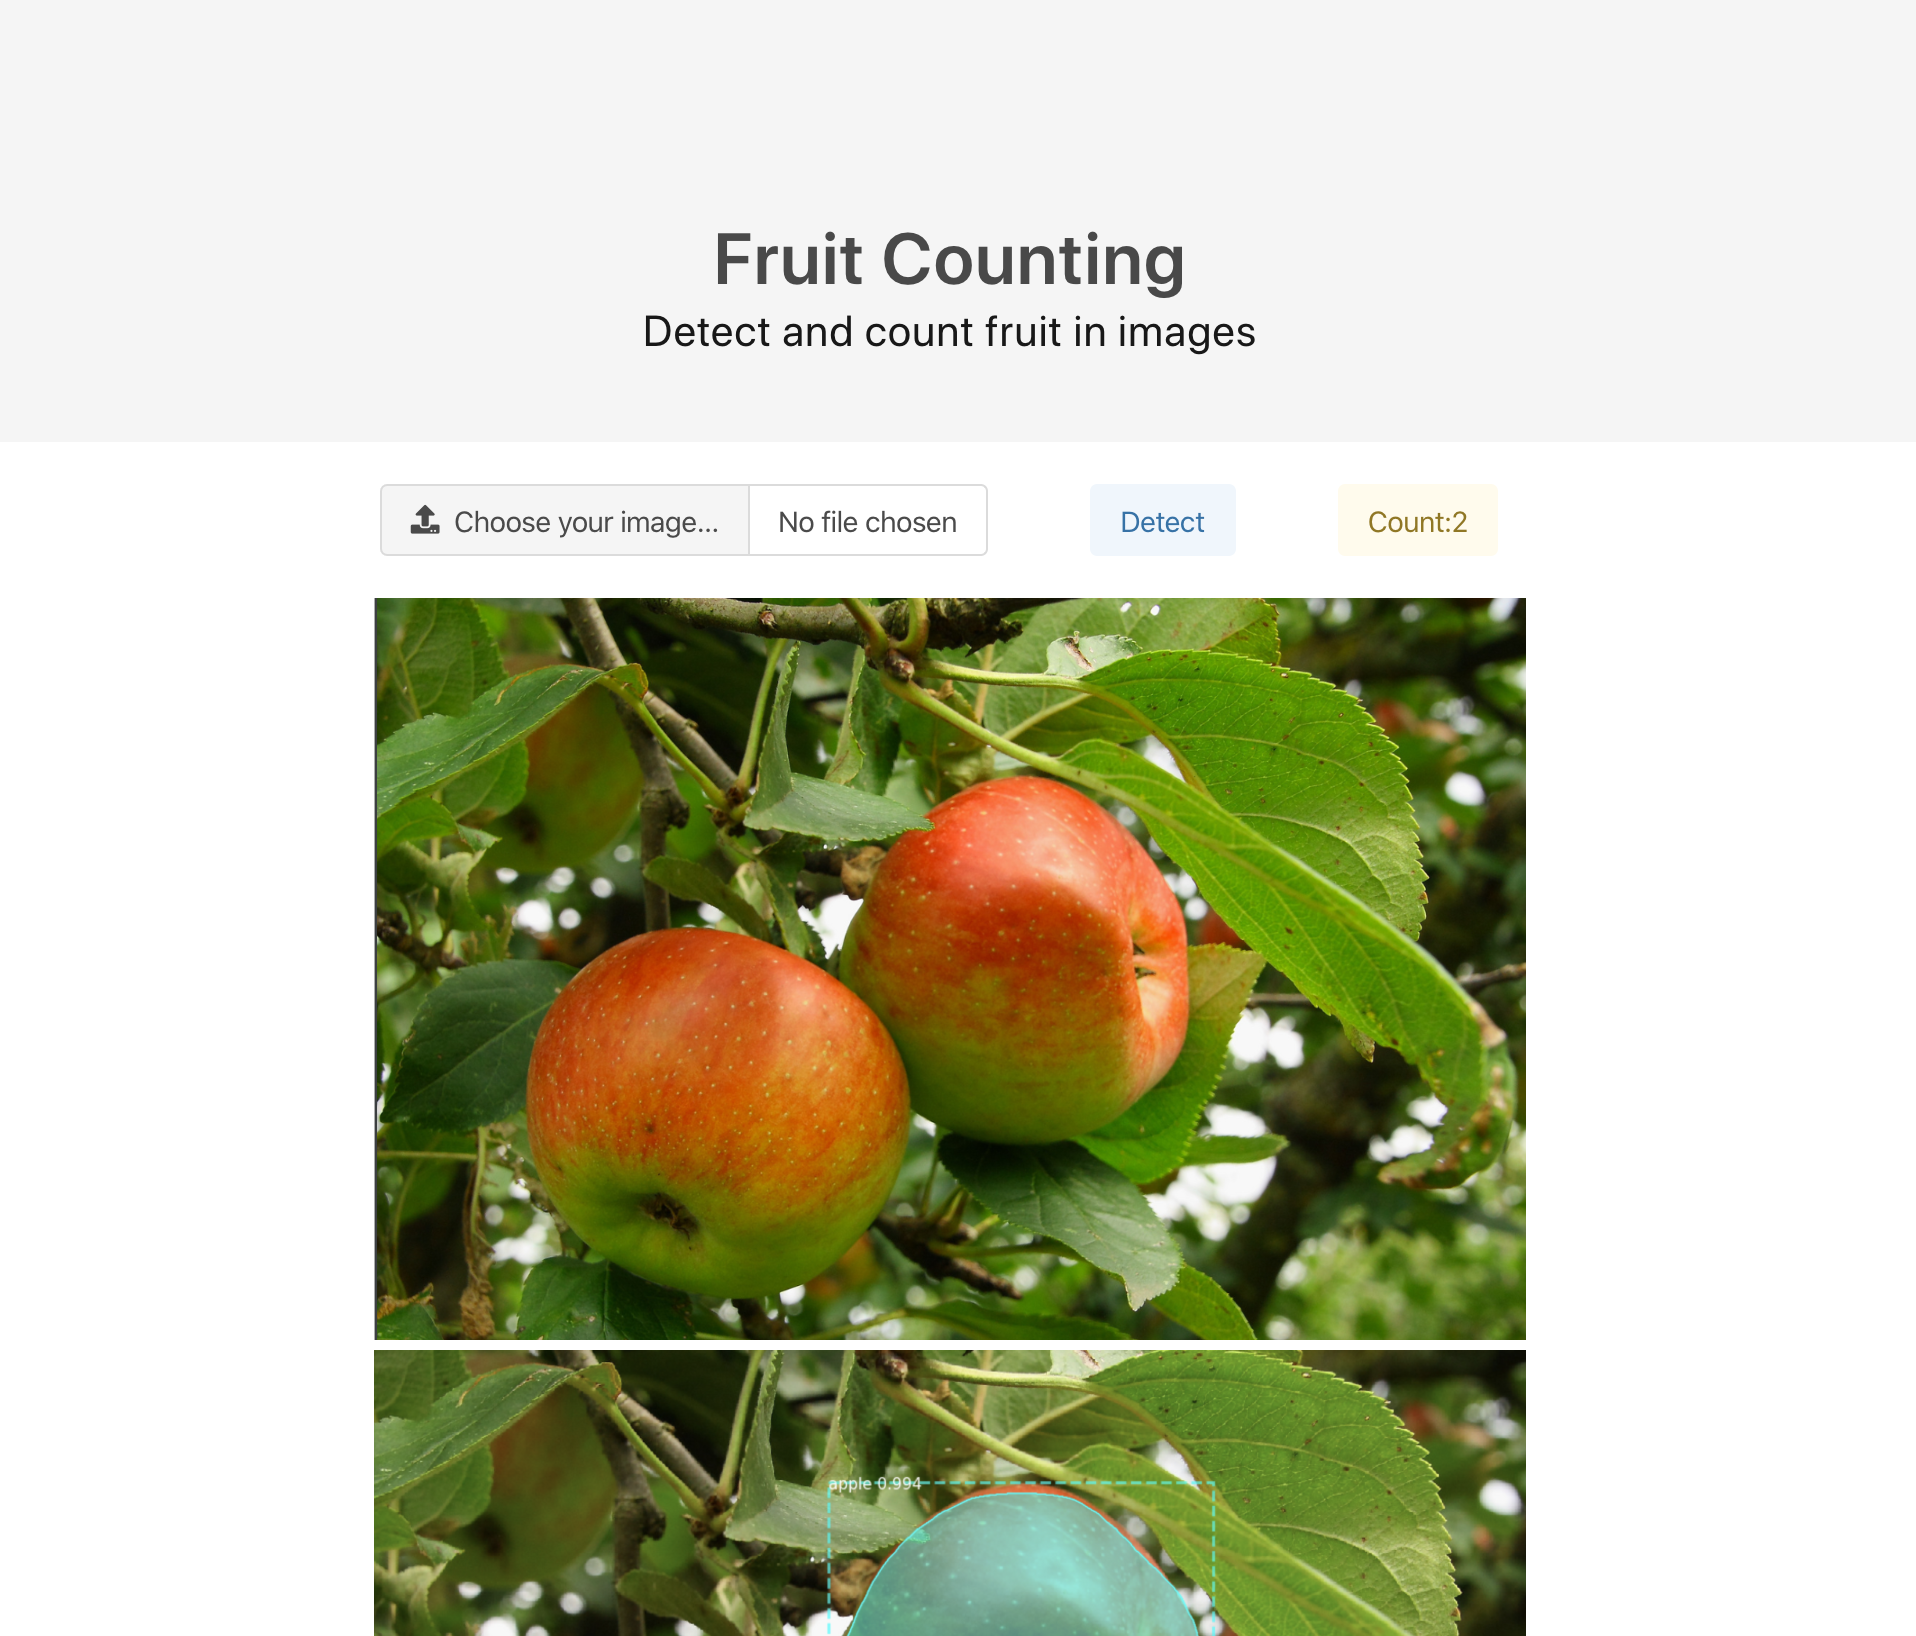 Fruit Counting
Detect and count fruit in images
Choose your image...
No file chosen
Detect
Count:2
apple 0.994